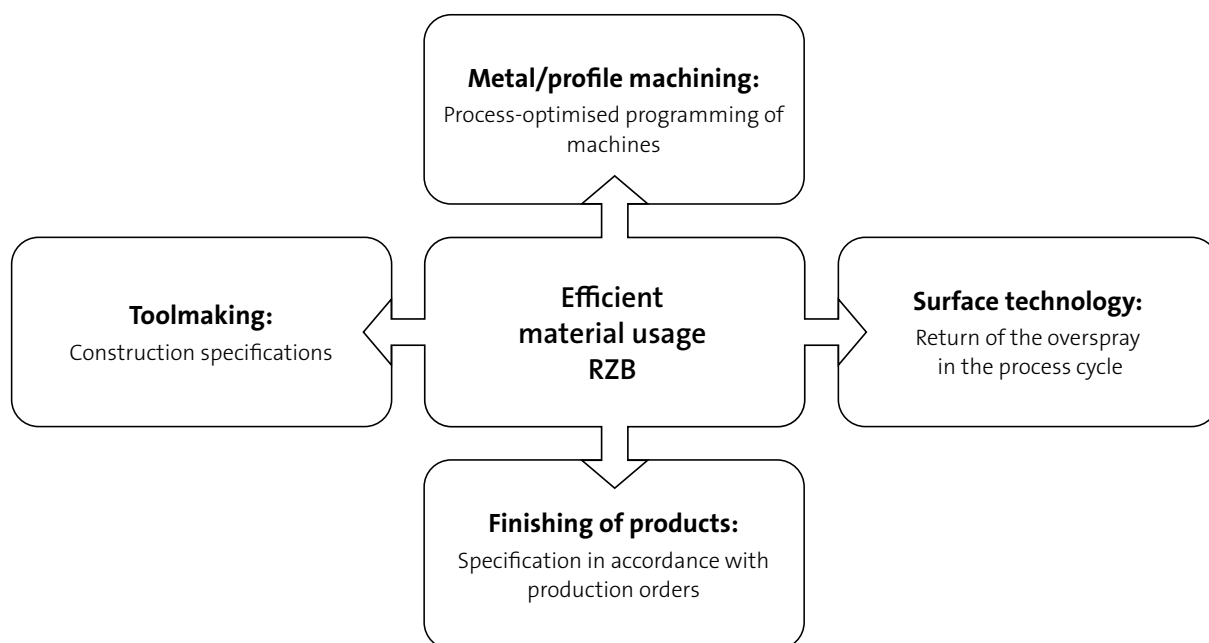 Metal/profile machining:
Process-optimised programming of
machines
Toolmaking:
Construction specifications
Efficient
material usage
RZB
Surface technology:
Return of the overspray
in the process cycle
Finishing of products:
Specification in accordance with
production orders